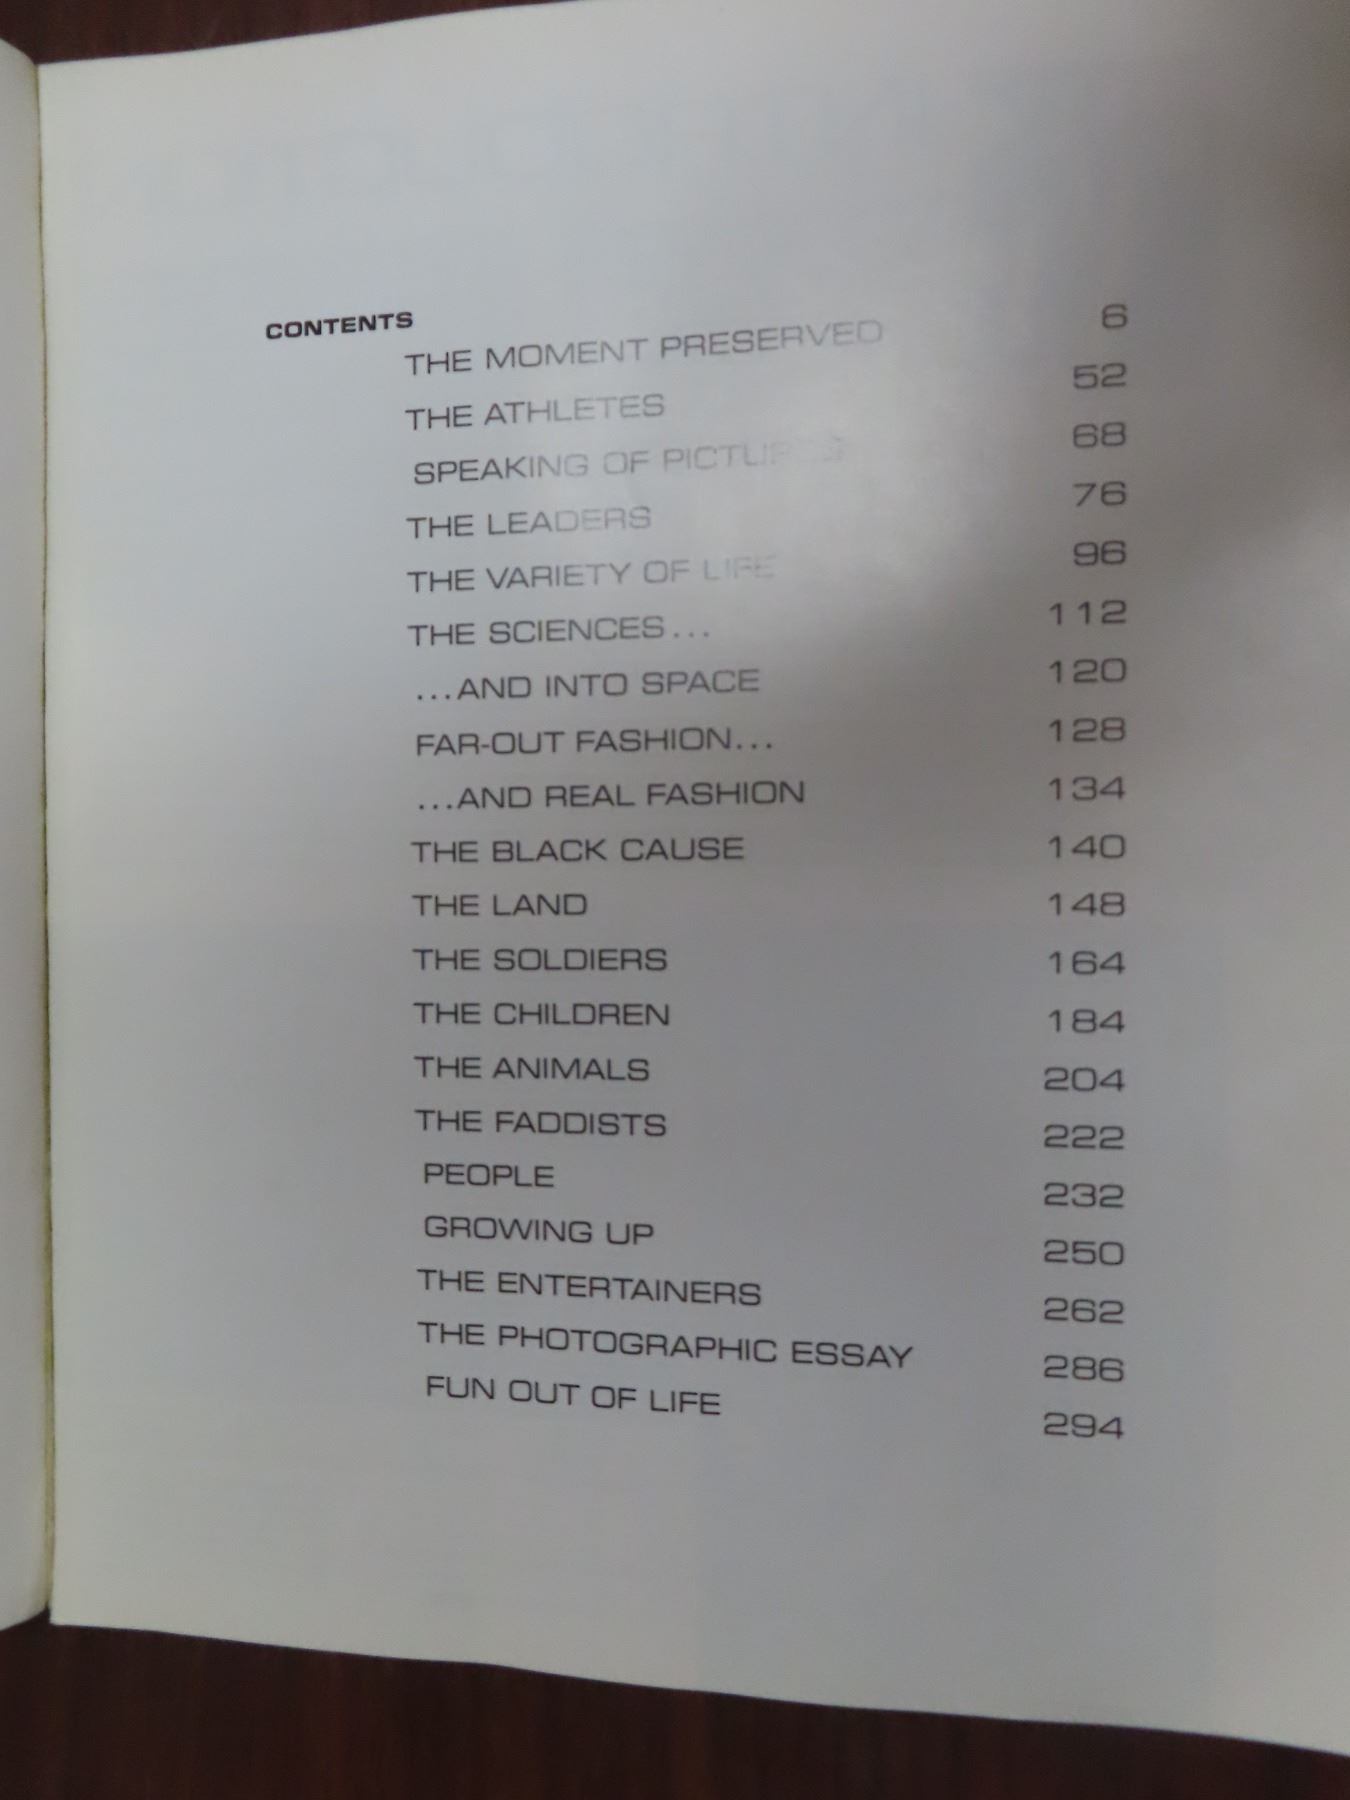 CONTENTS
THE MOMENT PRESERVED 6
THE ATHLETES 52
SPEAKING OF PICTURES 68
THE LEADERS 76
THE VARIETY OF LIFE 96
THE SCIENCES... 112
...AND INTO SPACE 120
FAR-OUT FASHION... 128
...AND REAL FASHION 134
THE BLACK CAUSE 140
THE LAND 148
THE SOLDIERS 164
THE CHILDREN 184
THE ANIMALS 204
THE FADDISTS 222
PEOPLE 232
GROWING UP 250
THE ENTERTAINERS 262
THE PHOTOGRAPHIC ESSAY 286
FUN OUT OF LIFE 294